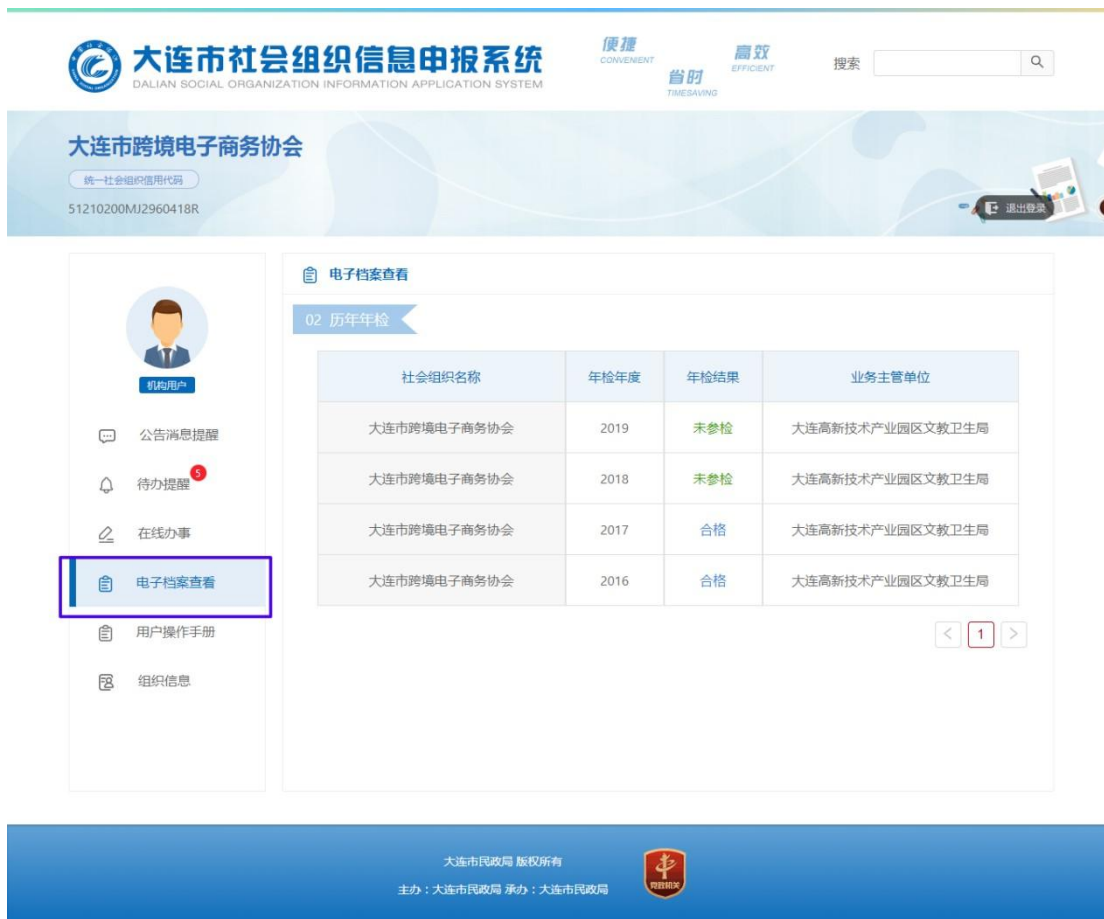 大连市社会组织信息申报系统
DALIAN SOCIAL ORGANIZATION INFORMATION APPLICATION SYSTEM
便捷
CONVENIENT
省时
TIMESAVING
高效
EFFICIENT
搜索
大连市跨境电子商务协会
统一社会组织信用代码
51210200MJ2960418R
退出登录
机构用户
公告消息提醒
待办提醒 5
在线办事
电子档案查看
用户操作手册
组织信息
电子档案查看
02 历年年检
社会组织名称 年检年度 年检结果 业务主管单位
大连市跨境电子商务协会 2019 未参检 大连高新技术产业园区文教卫生局
大连市跨境电子商务协会 2018 未参检 大连高新技术产业园区文教卫生局
大连市跨境电子商务协会 2017 合格 大连高新技术产业园区文教卫生局
大连市跨境电子商务协会 2016 合格 大连高新技术产业园区文教卫生局
< 1 >
大连市民政局 版权所有
主办：大连市民政局 承办：大连市民政局
党政机关